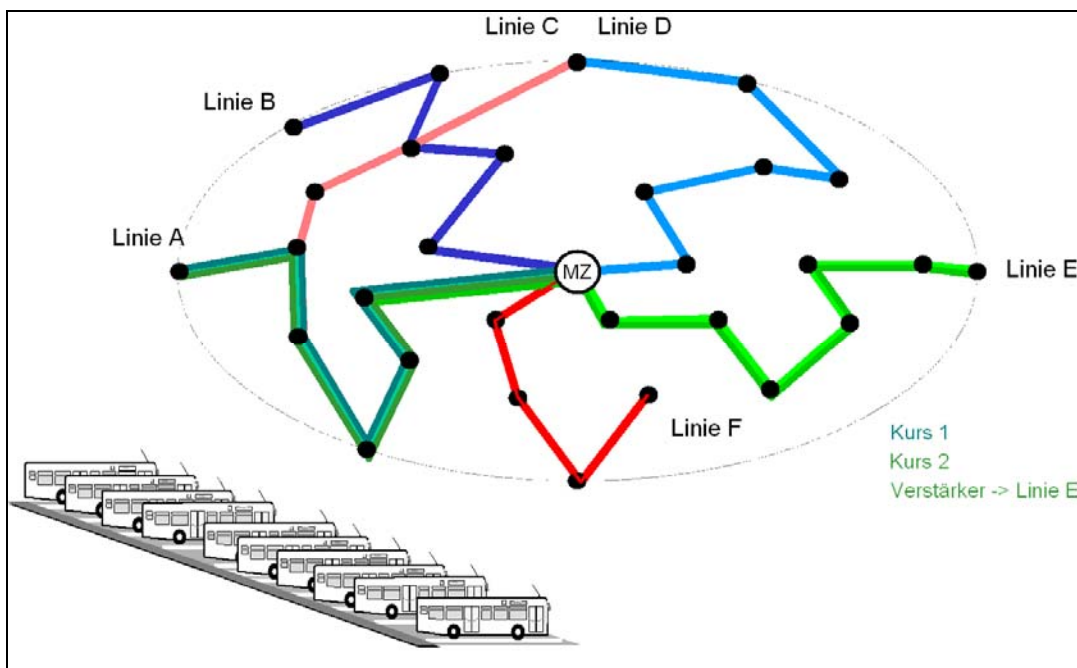 Linie C
Linie D
Linie B
Linie A
MZ
Linie E
Linie F
Kurs 1
Kurs 2
Verstärker -> Linie E